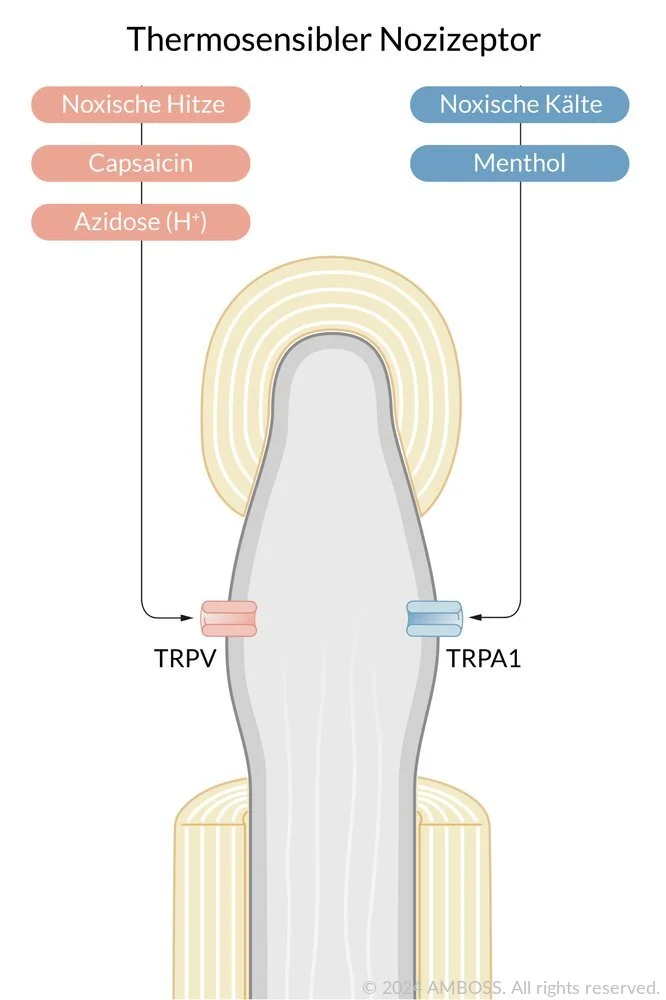 Thermosensibler Nozizeptor
Noxische Hitze
Capsaicin
Azidose (H⁺)
Noxische Kälte
Menthol
TRPV
TRPA1
© 2024 AMBOSS. All rights reserved.